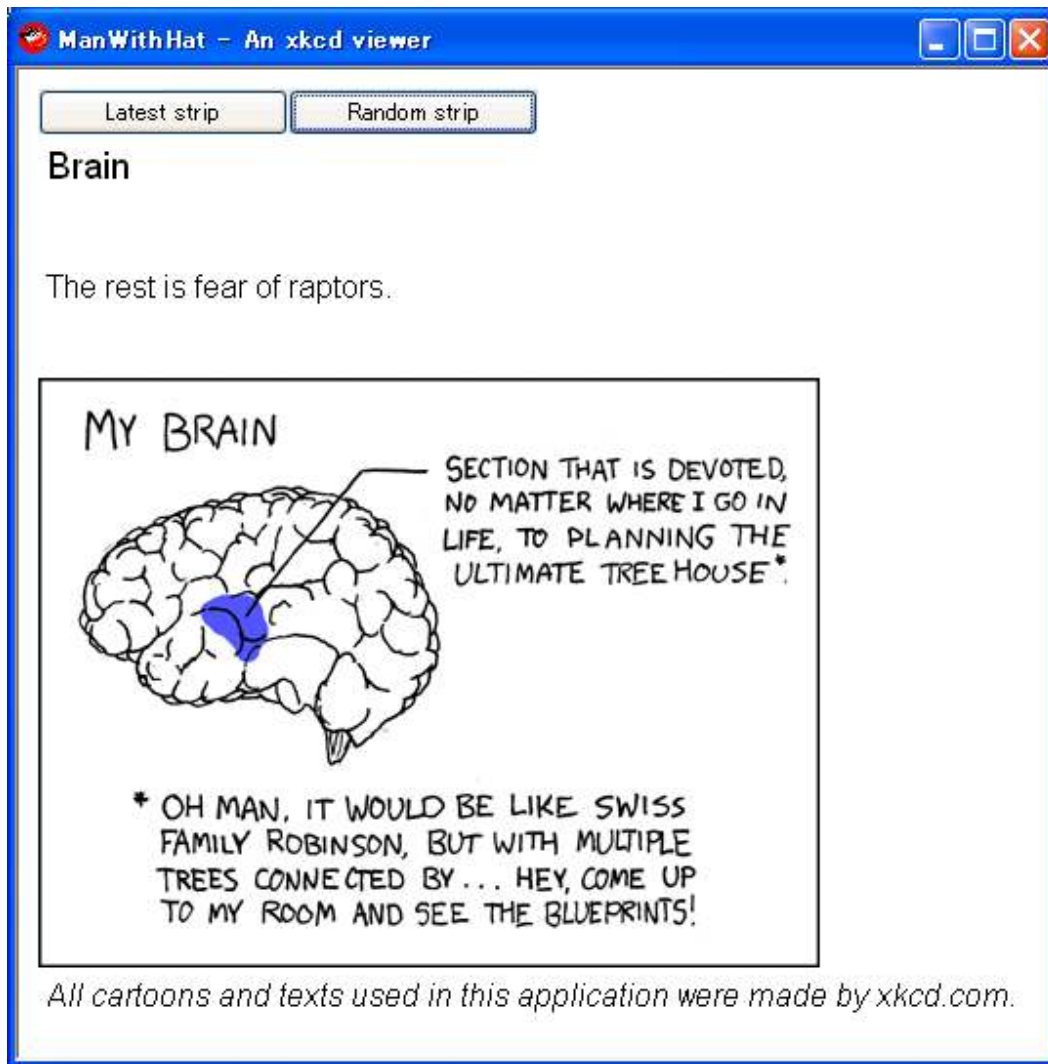 ManWithHat - An xkcd viewer
Latest strip Random strip
Brain
The rest is fear of raptors.
MY BRAIN
SECTION THAT IS DEVOTED,
NO MATTER WHERE I GO IN
LIFE, TO PLANNING THE
ULTIMATE TREE HOUSE*.
* OH MAN, IT WOULD BE LIKE SWISS
FAMILY ROBINSON, BUT WITH MULTIPLE
TREES CONNECTED BY... HEY, COME UP
TO MY ROOM AND SEE THE BLUEPRINTS!
All cartoons and texts used in this application were made by xkcd.com.